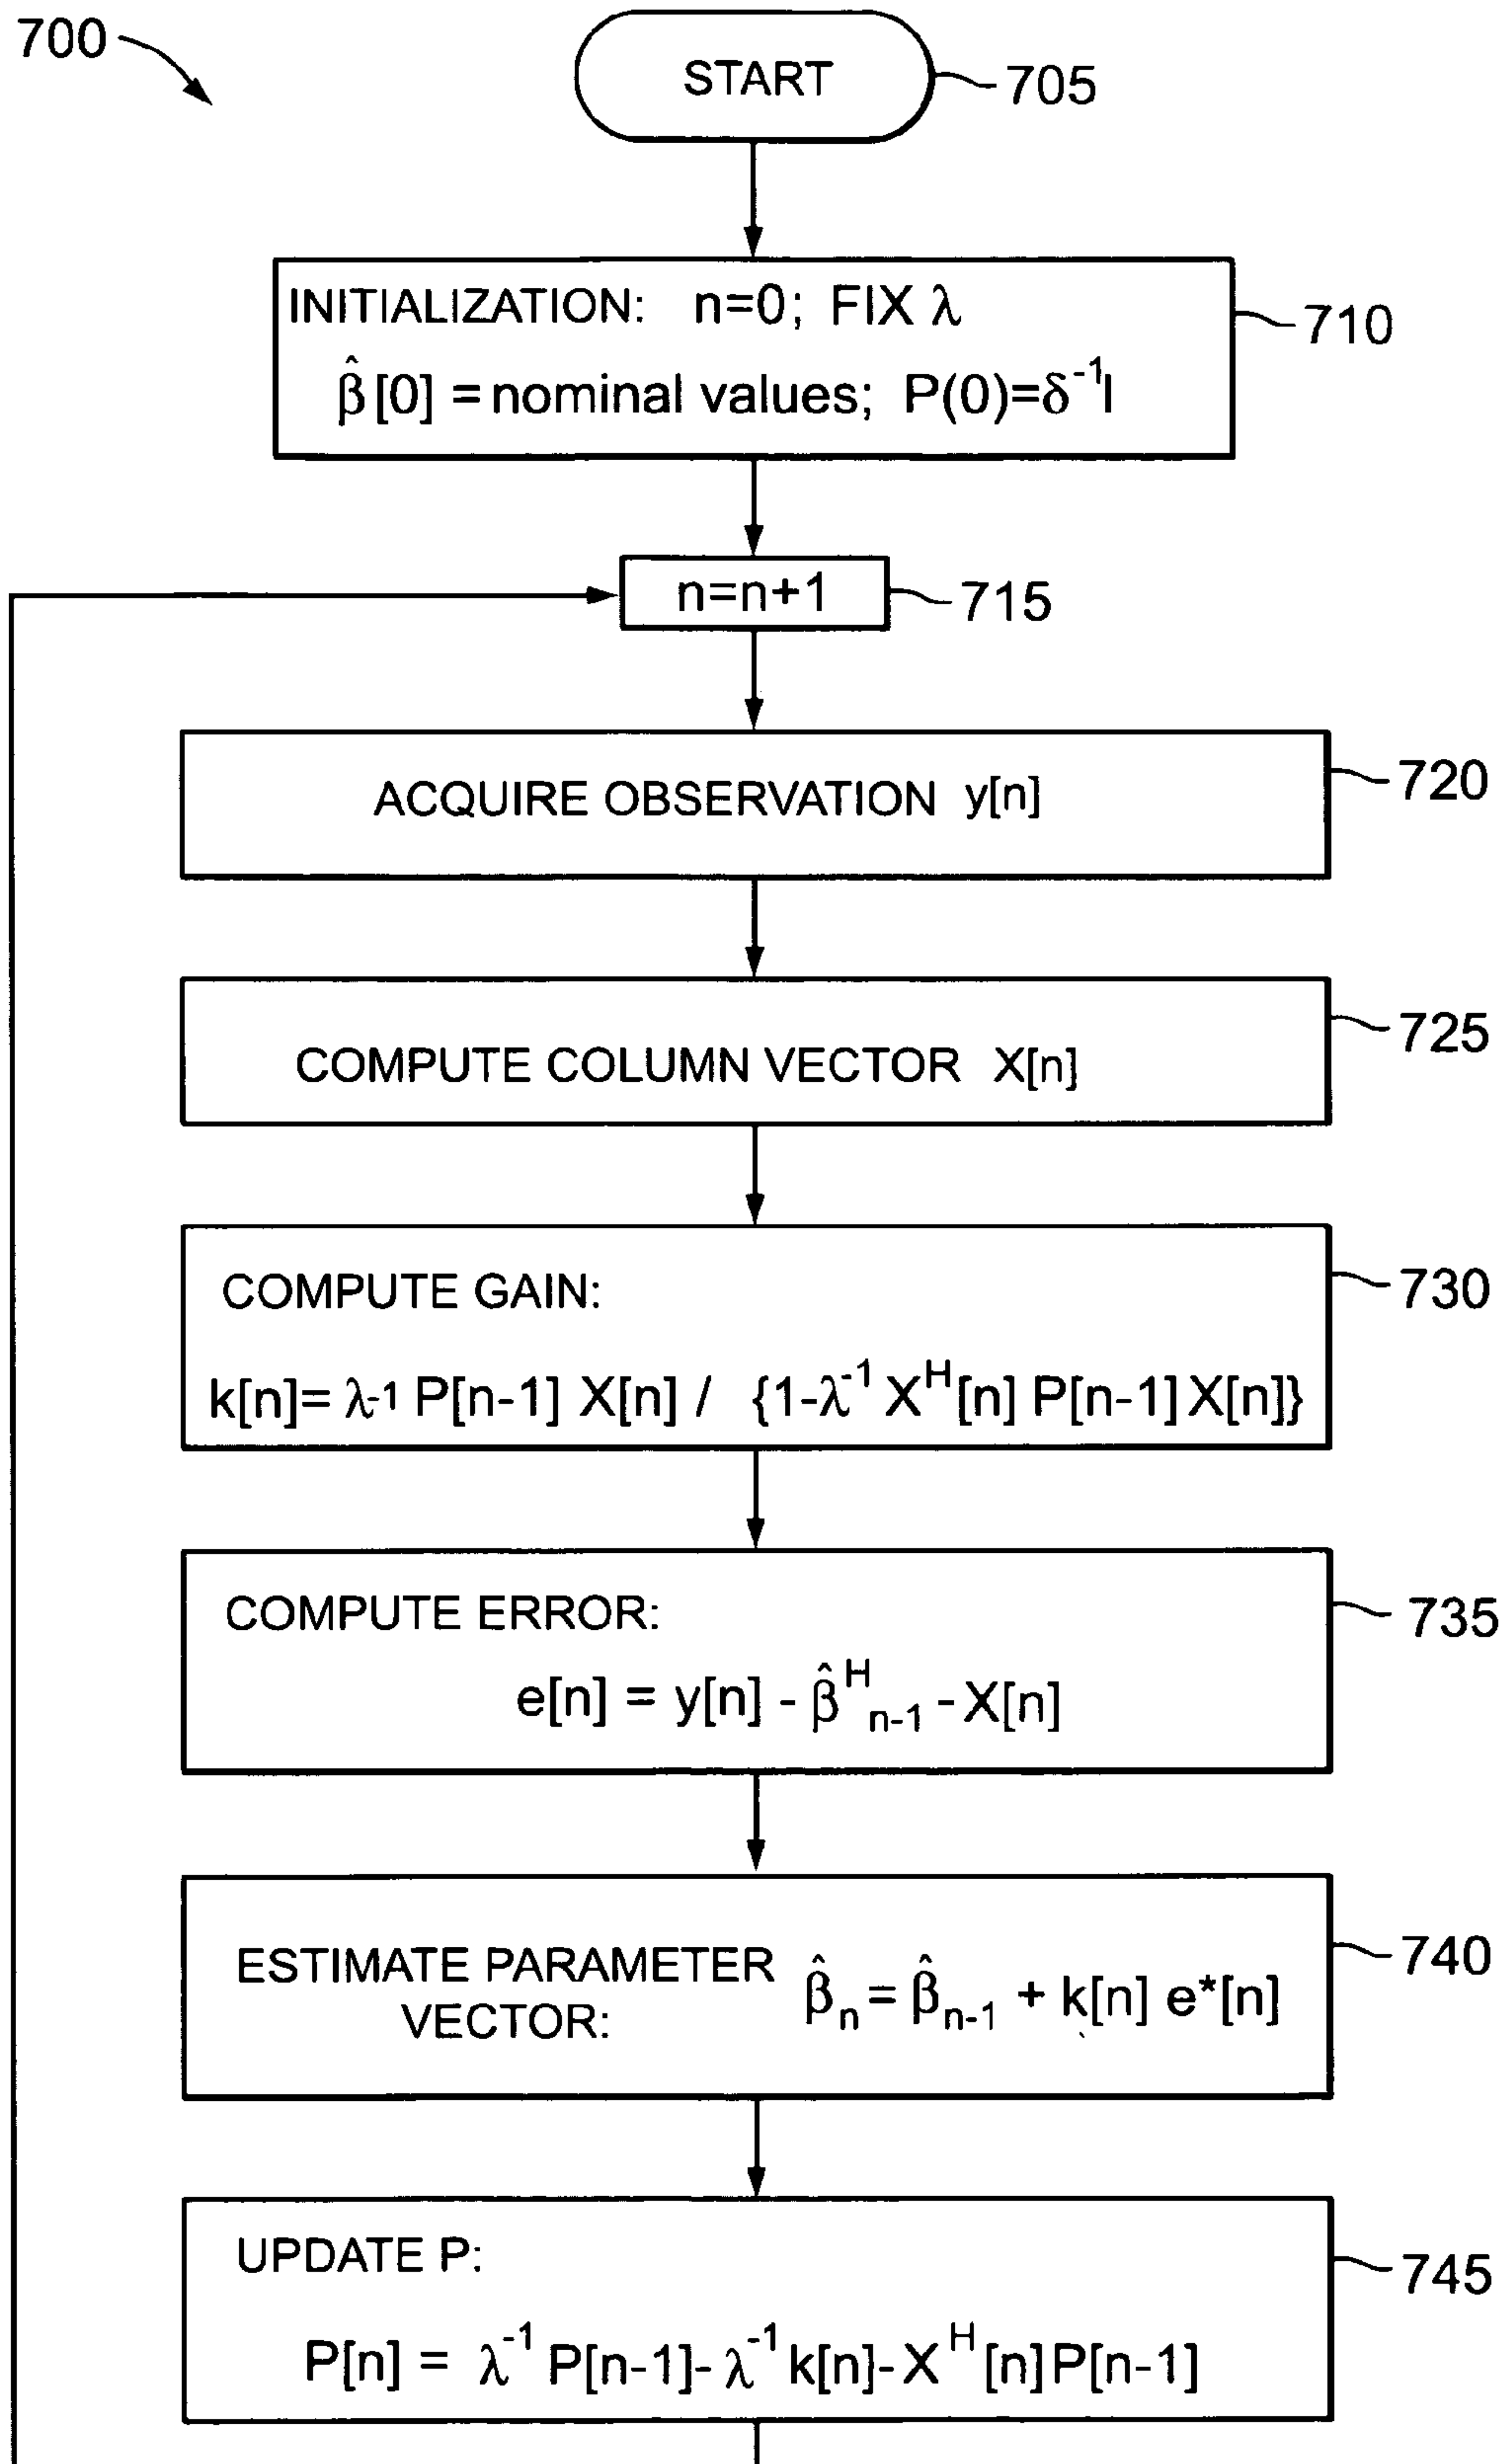 700
START
705
INITIALIZATION: n=0; FIX λ
β̂[0] = nominal values; P(0)=δ⁻¹I
710
n=n+1
715
ACQUIRE OBSERVATION y[n]
720
COMPUTE COLUMN VECTOR X[n]
725
COMPUTE GAIN:
k[n]= λ-1 P[n-1] X[n] / {1-λ⁻¹ Xᴴ[n] P[n-1] X[n]}
730
COMPUTE ERROR:
e[n] = y[n] - β̂ᴴₙ₋₁ - X[n]
735
ESTIMATE PARAMETER
VECTOR:
β̂ₙ = β̂ₙ₋₁ + k[n] e*[n]
740
UPDATE P:
P[n] = λ⁻¹ P[n-1]- λ⁻¹ k[n]- Xᴴ[n] P[n-1]
745